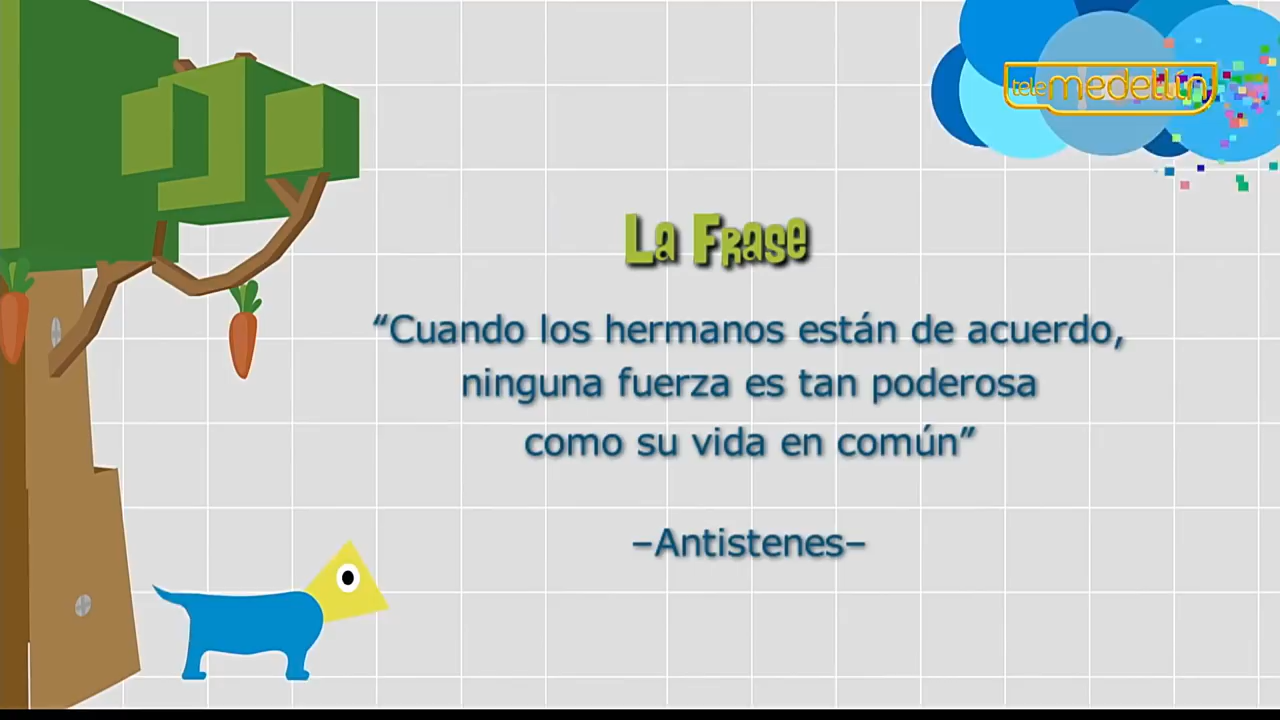 telemedellín
La Frase
“Cuando los hermanos están de acuerdo,
ninguna fuerza es tan poderosa
como su vida en común”
–Antistenes–